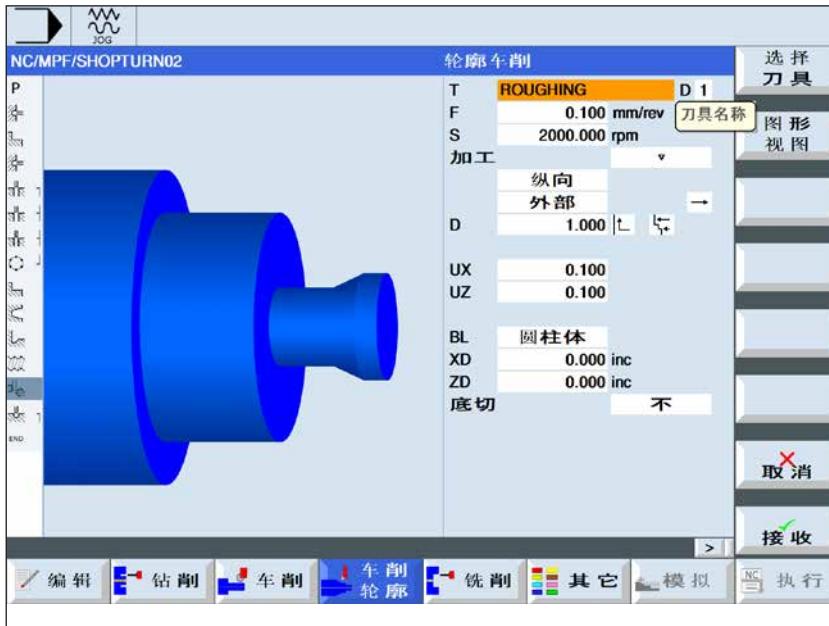 JOG
NC/MPF/SHOPTURN02
轮廓车削
选择
刀具
P
T ROUGHING D 1
刀具名称
F 0.100 mm/rev
S 2000.000 rpm
图形
视图
加工
纵向
外部 →
D 1.000
UX 0.100
UZ 0.100
BL 圆柱体
XD 0.000 inc
ZD 0.000 inc
底切 不
END
取消
接收
>
编辑
钻削
车削
车削
轮廓
铣削
其它
模拟
NC
执行